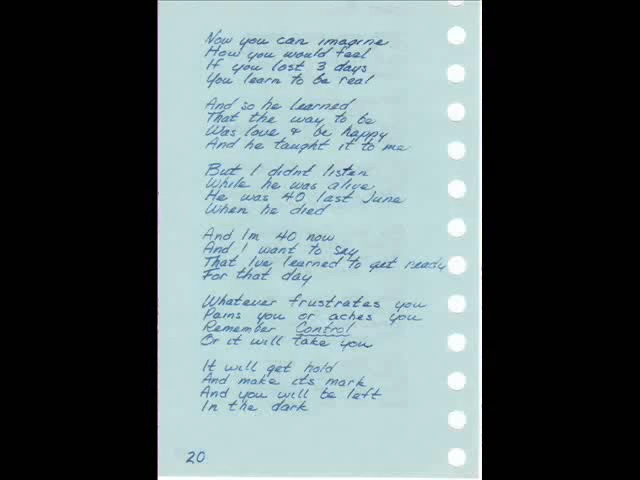 Now you can imagine
How you would feel
If you lost 3 days
You learn to be real
And so he learned
That the way to be
Was love & be happy
And he taught it to me
But I didnt listen
While he was alive
He was 40 last June
When he died
And Im 40 now
And I want to say
That Ive learned to get ready
For that day
Whatever frustrates you
Pains you or aches you
Remember Control
Or it will take you
It will get hold
And make its mark
And you will be left
In the dark
20